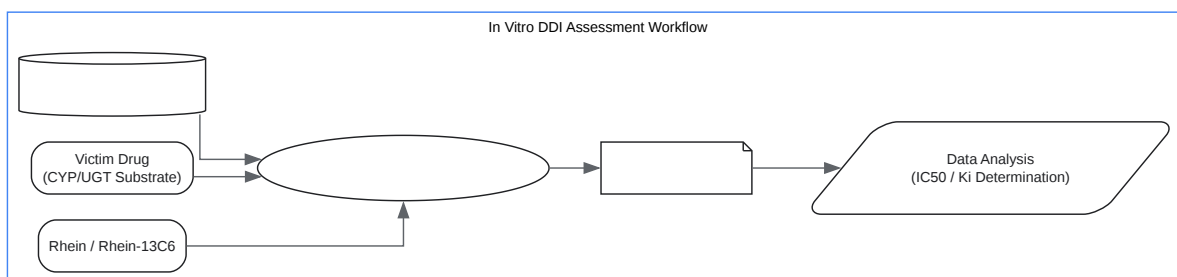 In Vitro DDI Assessment Workflow
Victim Drug
(CYP/UGT Substrate)
Rhein / Rhein-13C6
Data Analysis
(IC50 / Ki Determination)